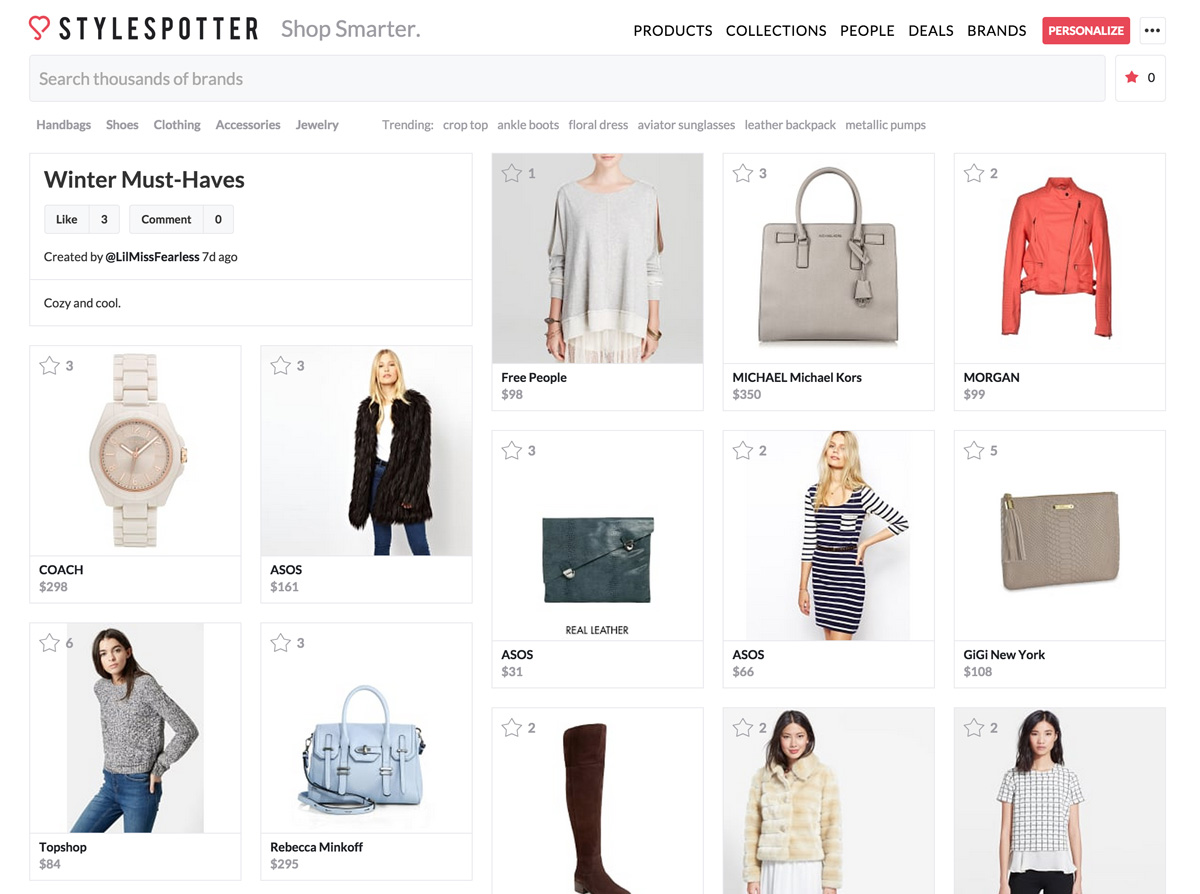 STYLESPOTTER Shop Smarter.
PRODUCTS COLLECTIONS PEOPLE DEALS BRANDS PERSONALIZE •••
Search thousands of brands
0
Handbags Shoes Clothing Accessories Jewelry
Trending: crop top ankle boots floral dress aviator sunglasses leather backpack metallic pumps
Winter Must-Haves
Like 3 Comment 0
Created by @LilMissFearless 7d ago
Cozy and cool.
1
Free People
$98
3
MICHAEL Michael Kors
$350
2
MORGAN
$99
3
COACH
$298
3
ASOS
$161
3
REAL LEATHER
ASOS
$31
2
ASOS
$66
5
GiGi New York
$108
6
Topshop
$84
3
Rebecca Minkoff
$295
2
2
2